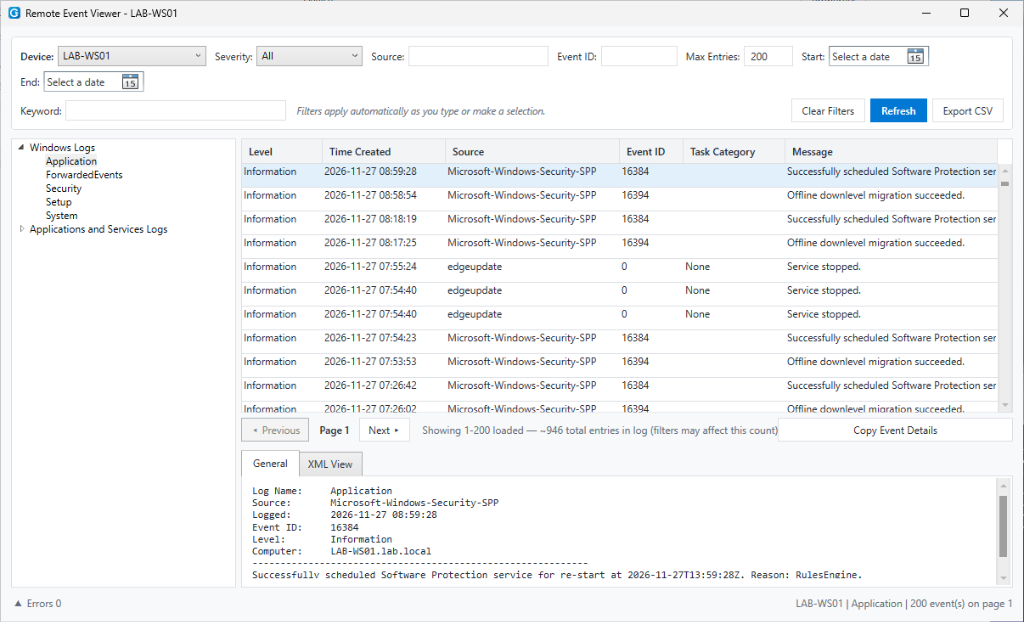 Remote Event Viewer - LAB-WS01
Device: LAB-WS01 Severity: All Source: Event ID: Max Entries: 200 Start: Select a date 15
End: Select a date 15
Keyword: Filters apply automatically as you type or make a selection. Clear Filters Refresh Export CSV
Windows Logs
Application
ForwardedEvents
Security
Setup
System
Applications and Services Logs
Level Time Created Source Event ID Task Category Message
Information 2026-11-27 08:59:28 Microsoft-Windows-Security-SPP 16384 Successfully scheduled Software Protection ser
Information 2026-11-27 08:58:54 Microsoft-Windows-Security-SPP 16394 Offline downlevel migration succeeded.
Information 2026-11-27 08:18:19 Microsoft-Windows-Security-SPP 16384 Successfully scheduled Software Protection ser
Information 2026-11-27 08:17:25 Microsoft-Windows-Security-SPP 16394 Offline downlevel migration succeeded.
Information 2026-11-27 07:55:24 edgeupdate 0 None Service stopped.
Information 2026-11-27 07:54:40 edgeupdate 0 None Service stopped.
Information 2026-11-27 07:54:40 edgeupdate 0 None Service stopped.
Information 2026-11-27 07:54:23 Microsoft-Windows-Security-SPP 16384 Successfully scheduled Software Protection ser
Information 2026-11-27 07:53:53 Microsoft-Windows-Security-SPP 16394 Offline downlevel migration succeeded.
Information 2026-11-27 07:26:42 Microsoft-Windows-Security-SPP 16384 Successfully scheduled Software Protection ser
Information 2026-11-27 07:26:02 Microsoft-Windows-Security-SPP 16394 Offline downlevel migration succeeded.
Previous Page 1 Next Showing 1-200 loaded — ~946 total entries in log (filters may affect this count) Copy Event Details
General XML View
Log Name: Application
Source: Microsoft-Windows-Security-SPP
Logged: 2026-11-27 08:59:28
Event ID: 16384
Level: Information
Computer: LAB-WS01.lab.local
--------------------------------------------------------
Successfully scheduled Software Protection service for re-start at 2026-11-27T13:59:28Z. Reason: RulesEngine.
Errors 0 LAB-WS01 | Application | 200 event(s) on page 1